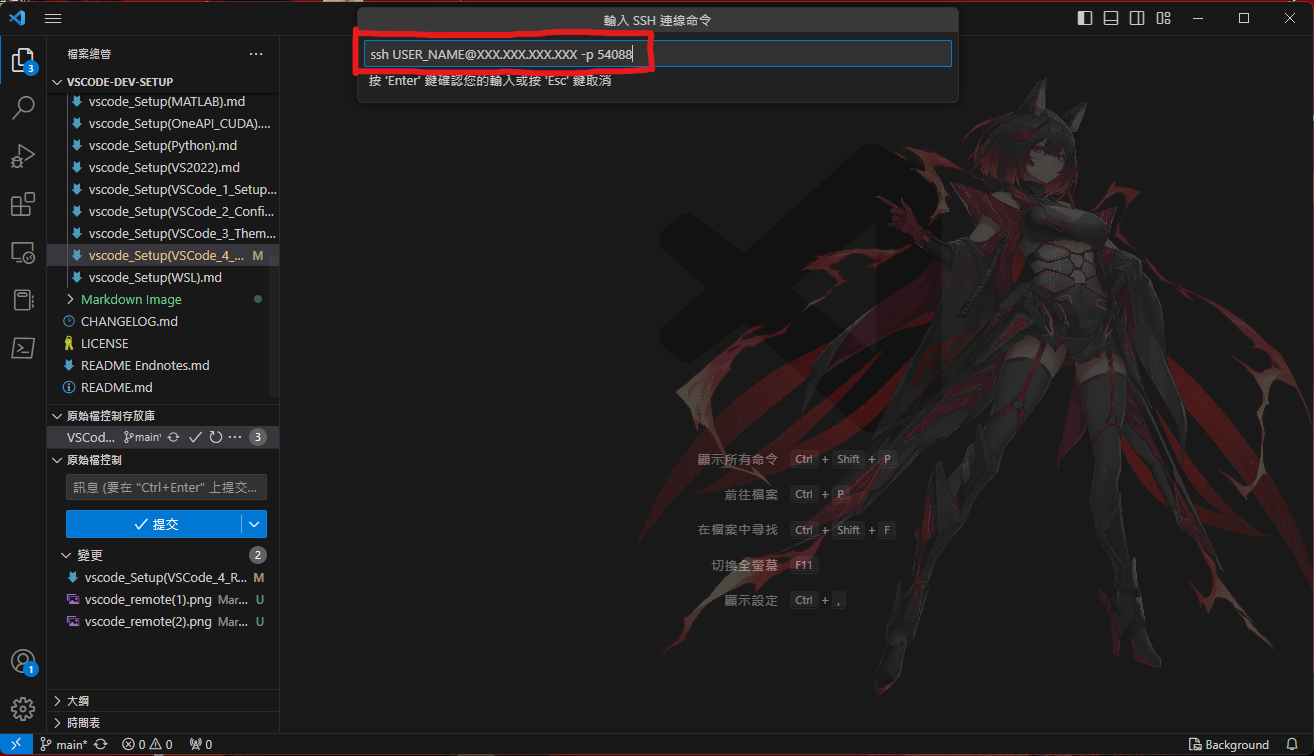 輸入 SSH 連線命令
ssh USER_NAME@XXX.XXX.XXX.XXX -p 54088
按 'Enter' 鍵確認您的輸入或按 'Esc' 鍵取消
檔案總管
3
VSCODE-DEV-SETUP
vscode_Setup(MATLAB).md
vscode_Setup(OneAPI_CUDA)....
vscode_Setup(Python).md
vscode_Setup(VS2022).md
vscode_Setup(VSCode_1_Setup...
vscode_Setup(VSCode_2_Confi...
vscode_Setup(VSCode_3_Them...
vscode_Setup(VSCode_4_... M
vscode_Setup(WSL).md
Markdown Image
CHANGELOG.md
LICENSE
README Endnotes.md
README.md
原始檔控制存放庫
VSCod... main* 3
原始檔控制
訊息 (要在 "Ctrl+Enter" 上提交...
提交
變更 2
vscode_Setup(VSCode_4_R... M
vscode_remote(1).png Mar... U
vscode_remote(2).png Mar... U
1
大綱
時間表
顯示所有命令 Ctrl + Shift + P
前往檔案 Ctrl + P
在檔案中尋找 Ctrl + Shift + F
切換全螢幕 F11
顯示設定 Ctrl + ,
main* 0 0 0 Background